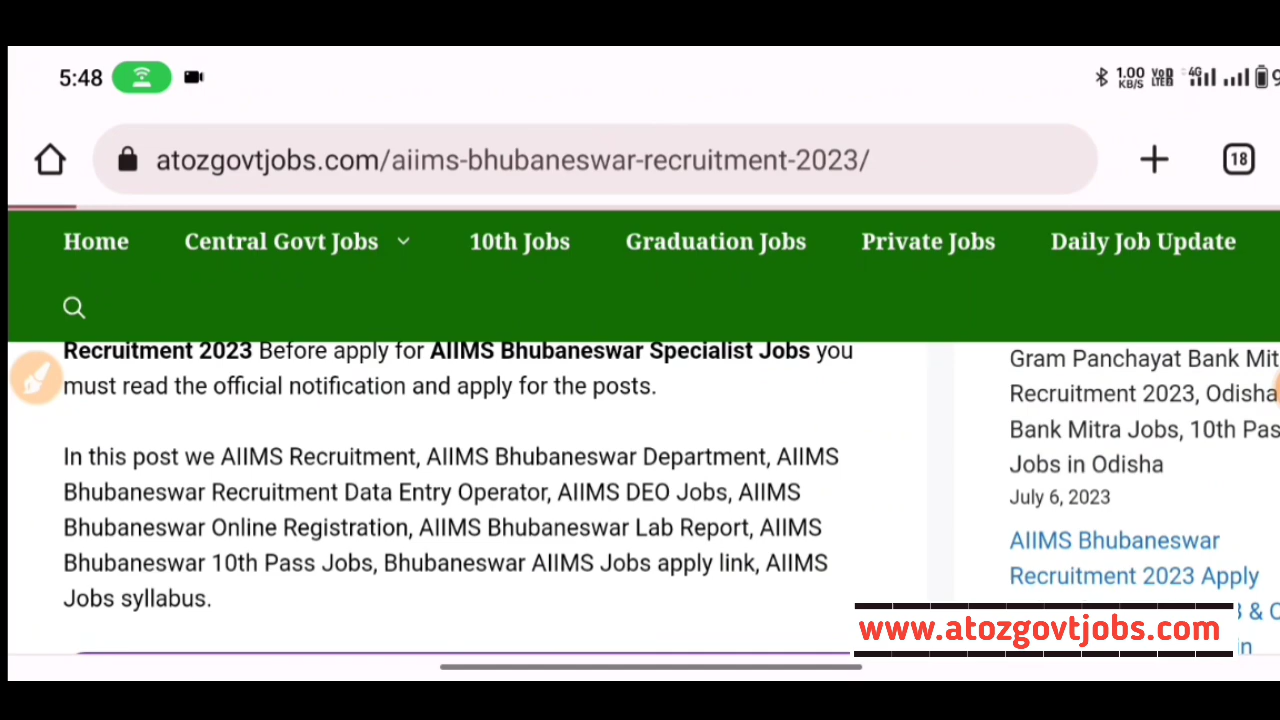 5:48
1.00
KB/S
4G
atozgovtjobs.com/aiims-bhubaneswar-recruitment-2023/
18
Home Central Govt Jobs 10th Jobs Graduation Jobs Private Jobs Daily Job Update
Recruitment 2023 Before apply for AIIMS Bhubaneswar Specialist Jobs you
must read the official notification and apply for the posts.
In this post we AIIMS Recruitment, AIIMS Bhubaneswar Department, AIIMS
Bhubaneswar Recruitment Data Entry Operator, AIIMS DEO Jobs, AIIMS
Bhubaneswar Online Registration, AIIMS Bhubaneswar Lab Report, AIIMS
Bhubaneswar 10th Pass Jobs, Bhubaneswar AIIMS Jobs apply link, AIIMS
Jobs syllabus.
Gram Panchayat Bank Mit
Recruitment 2023, Odisha
Bank Mitra Jobs, 10th Pas
Jobs in Odisha
July 6, 2023
AIIMS Bhubaneswar
Recruitment 2023 Apply
www.atozgovtjobs.com